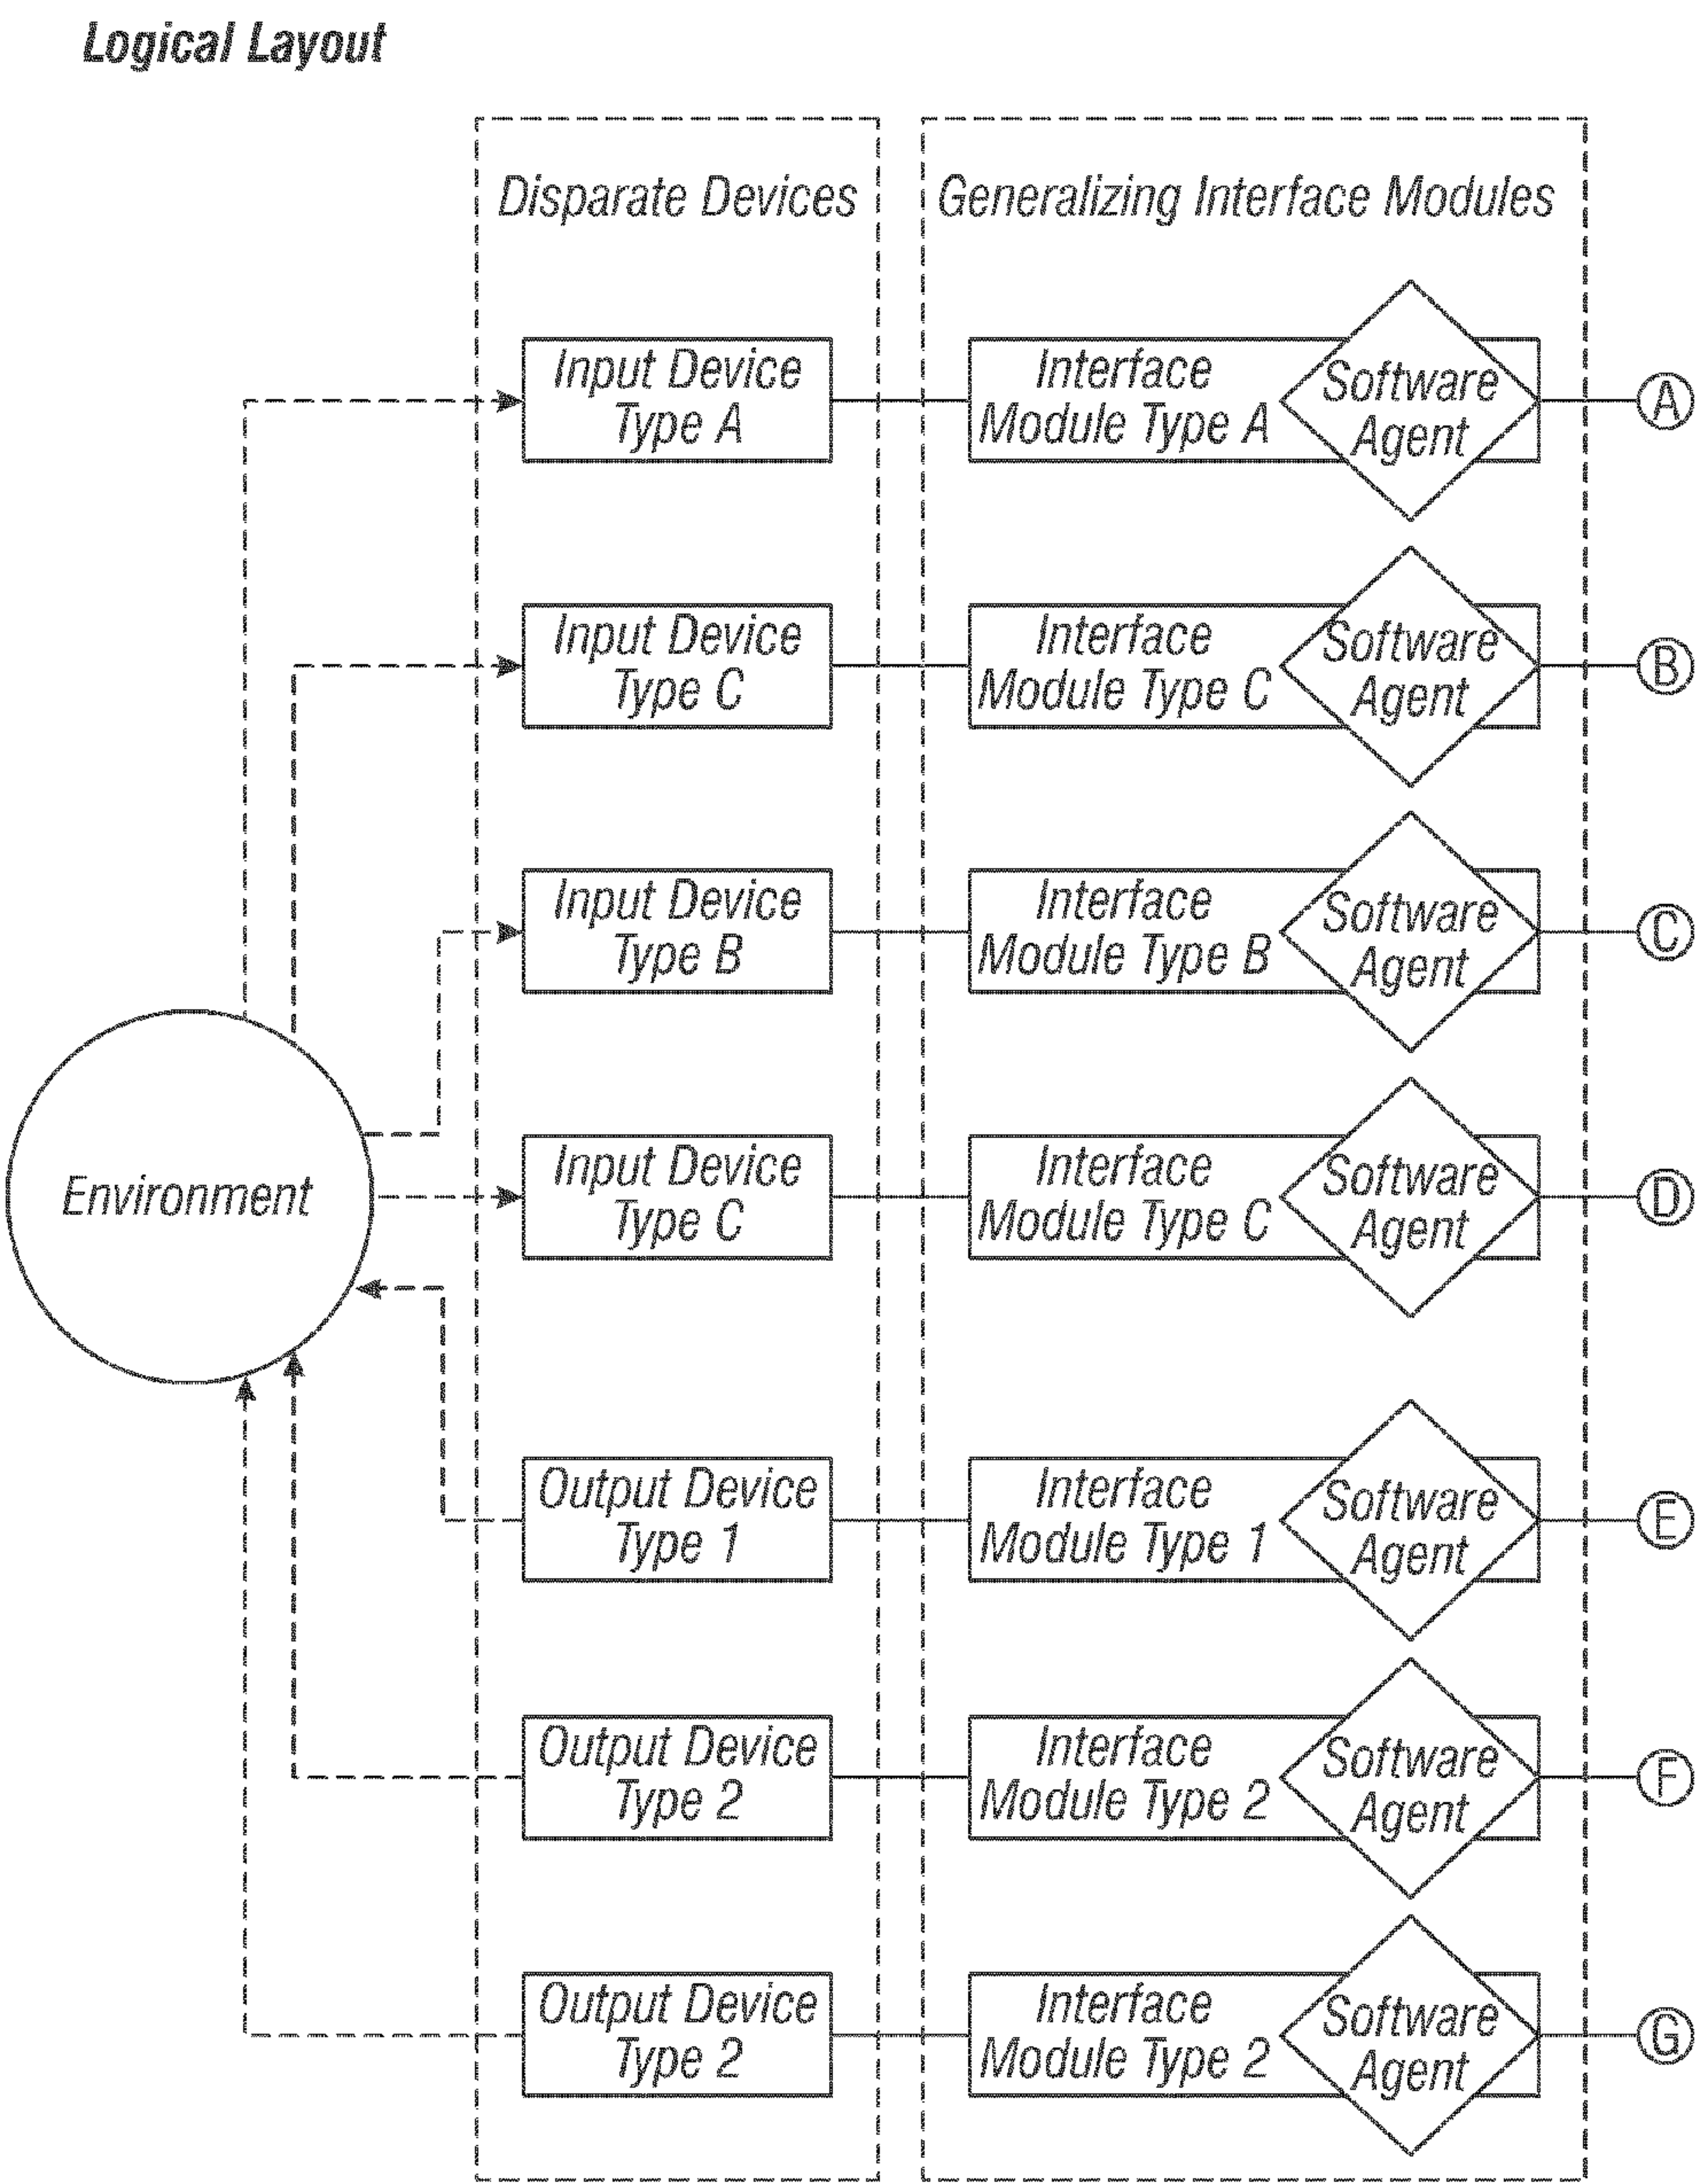 Logical Layout
Disparate Devices
Generalizing Interface Modules
Input Device
Type A
Interface
Module Type A
Software
Agent
A
Input Device
Type C
Interface
Module Type C
Software
Agent
B
Input Device
Type B
Interface
Module Type B
Software
Agent
C
Environment
Input Device
Type C
Interface
Module Type C
Software
Agent
D
Output Device
Type 1
Interface
Module Type 1
Software
Agent
E
Output Device
Type 2
Interface
Module Type 2
Software
Agent
F
Output Device
Type 2
Interface
Module Type 2
Software
Agent
G